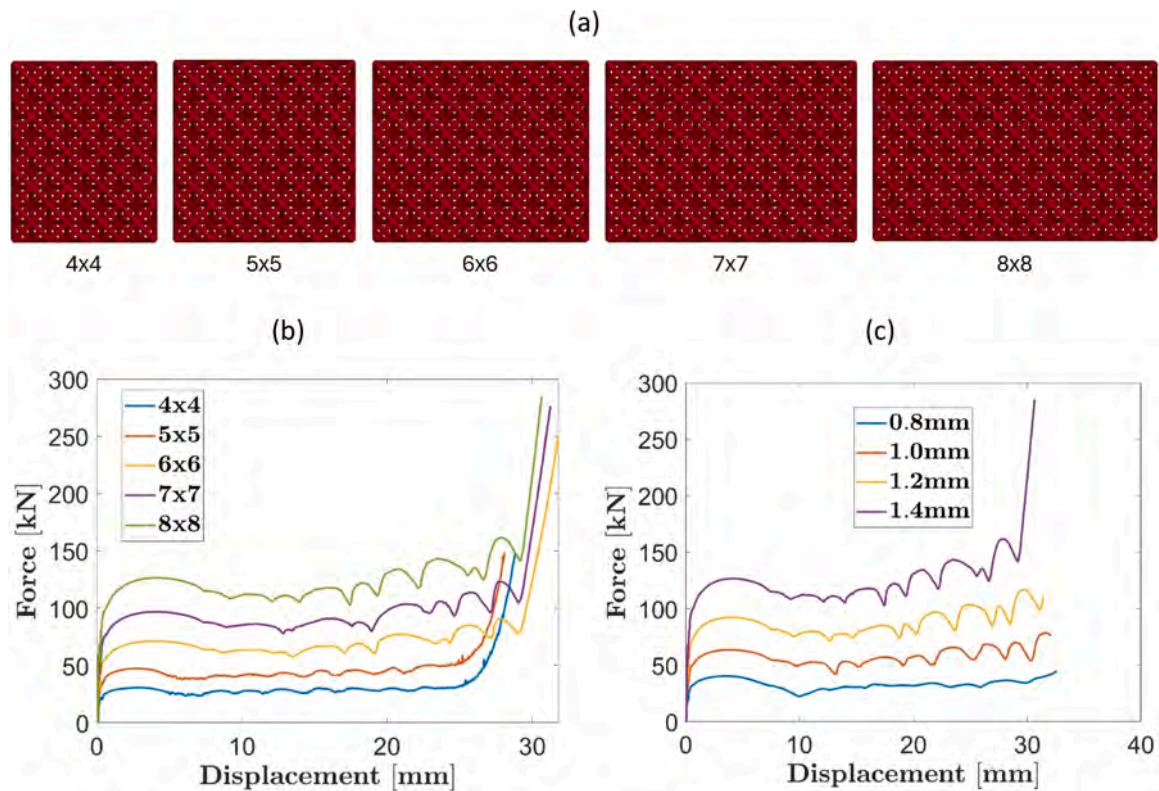 (a)
4x4 5x5 6x6 7x7 8x8
(b) (c)
300
250
200
150
100
50
0
Force [kN]
4x4
5x5
6x6
7x7
8x8
0 10 20 30
Displacement [mm]
300
250
200
150
100
50
0
Force [kN]
0.8mm
1.0mm
1.2mm
1.4mm
0 10 20 30 40
Displacement [mm]